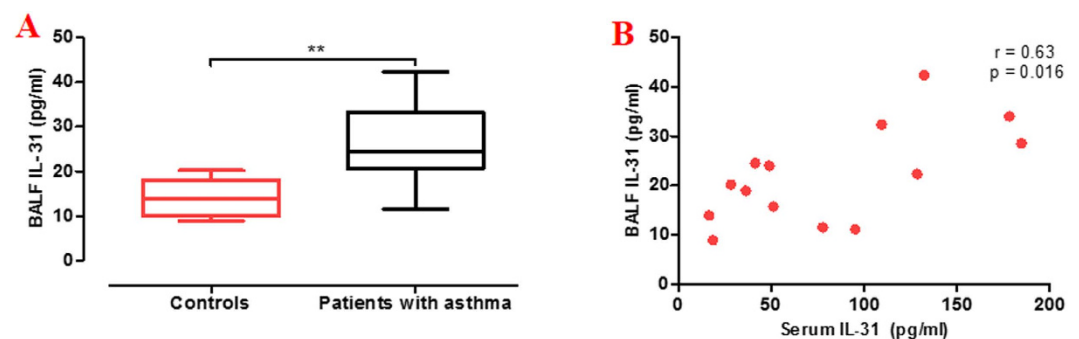 A
BALF IL-31 (pg/ml)
50
40
30
20
10
0
**
Controls
Patients with asthma
B
BALF IL-31 (pg/ml)
50
40
30
20
10
0
r = 0.63
p = 0.016
0
50
100
150
200
Serum IL-31 (pg/ml)